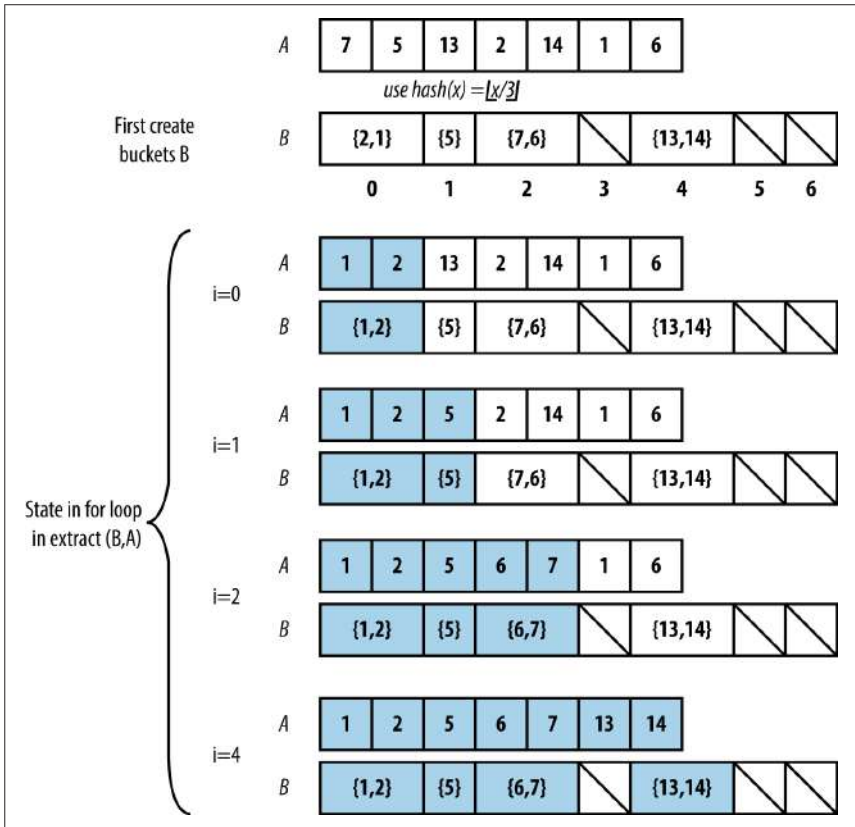 A 7 5 13 2 14 1 6
use hash(x) = ⌊x/3⌋
First create
buckets B
B {2,1} {5} {7,6} {13,14}
0 1 2 3 4 5 6
State in for loop
in extract (B,A)
i=0
A 1 2 13 2 14 1 6
B {1,2} {5} {7,6} {13,14}
i=1
A 1 2 5 2 14 1 6
B {1,2} {5} {7,6} {13,14}
i=2
A 1 2 5 6 7 1 6
B {1,2} {5} {6,7} {13,14}
i=4
A 1 2 5 6 7 13 14
B {1,2} {5} {6,7} {13,14}